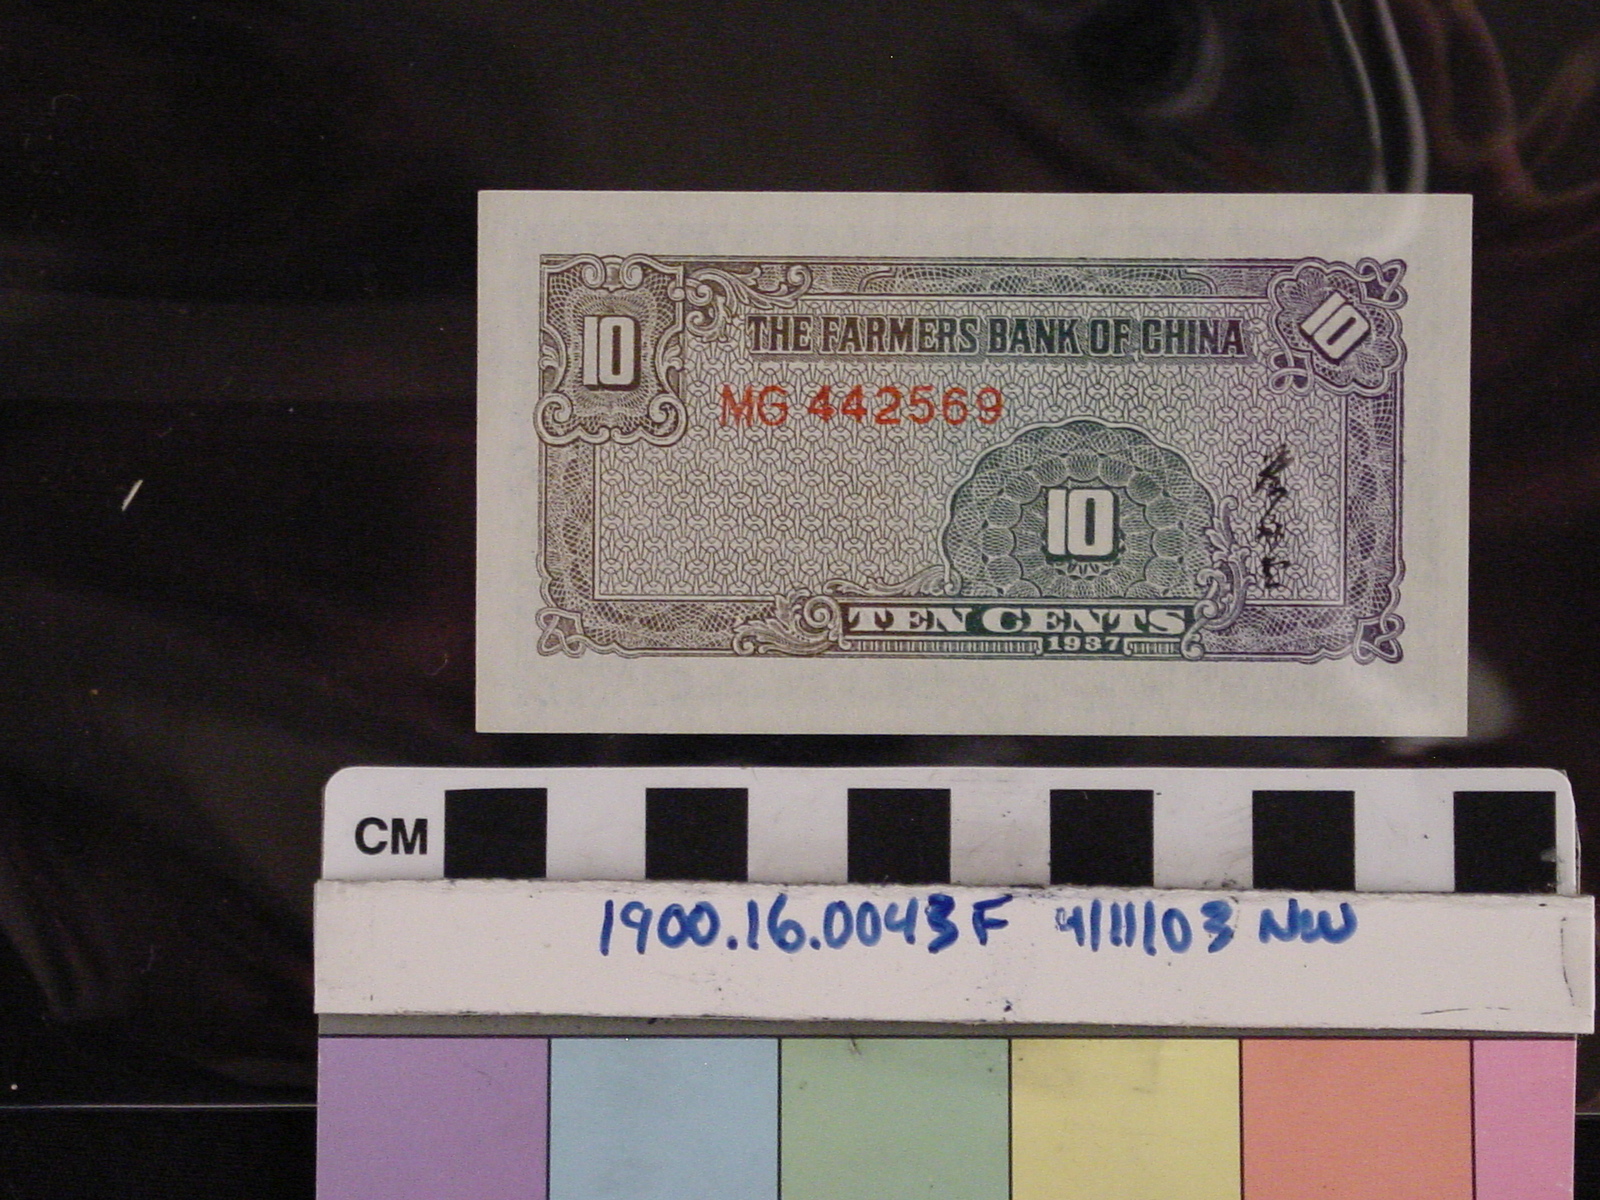 10
10
THE FARMERS BANK OF CHINA
MG 442569
10
TEN CENTS
1937
CM
1900.16.0043F 4/11/03 NW